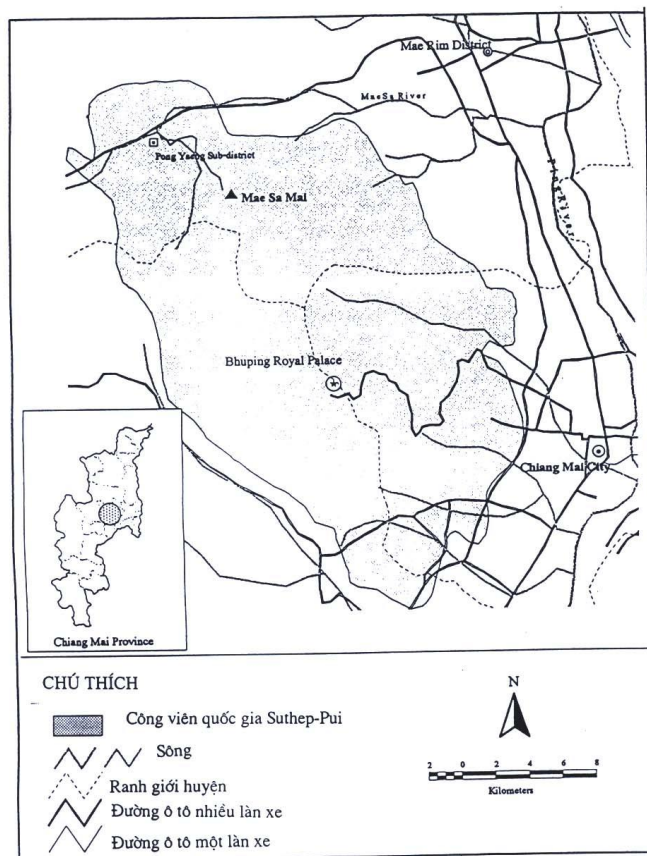 Mae Rim District
MaeSa River
Pong Yaeng Sub-district
Mae Sa Mai
Ping River
Bhuping Royal Palace
Chiang Mai City
Chiang Mai Province
CHÚ THÍCH
Công viên quốc gia Suthep-Pui
Sông
Ranh giới huyện
Đường ô tô nhiều làn xe
Đường ô tô một làn xe
N
2 0 2 4 6 8
Kilometers